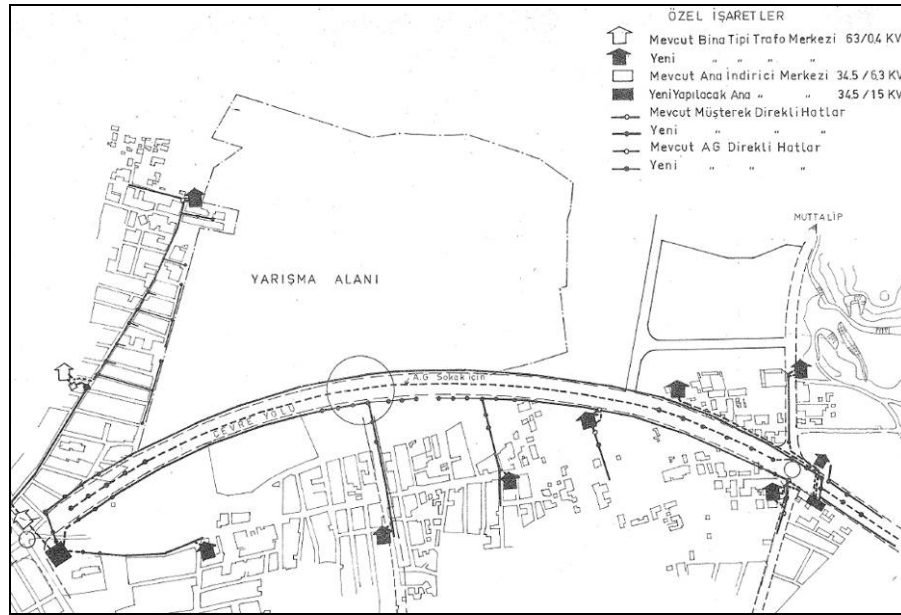 ÖZEL İŞARETLER
Mevcut Bina Tipi Trafo Merkezi 63/0,4 KV
Yeni " " " "
Mevcut Ana İndirici Merkezi 34.5 / 6,3 KV
Yeni Yapılacak Ana " " 34.5 / 15 KV
Mevcut Müşterek Direkli Hatlar
Yeni " " "
Mevcut AG Direkli Hatlar
Yeni " " "
MUTTALIP
YARIŞMA ALANI
A.G Sokak için
ÇEVRE YOLU